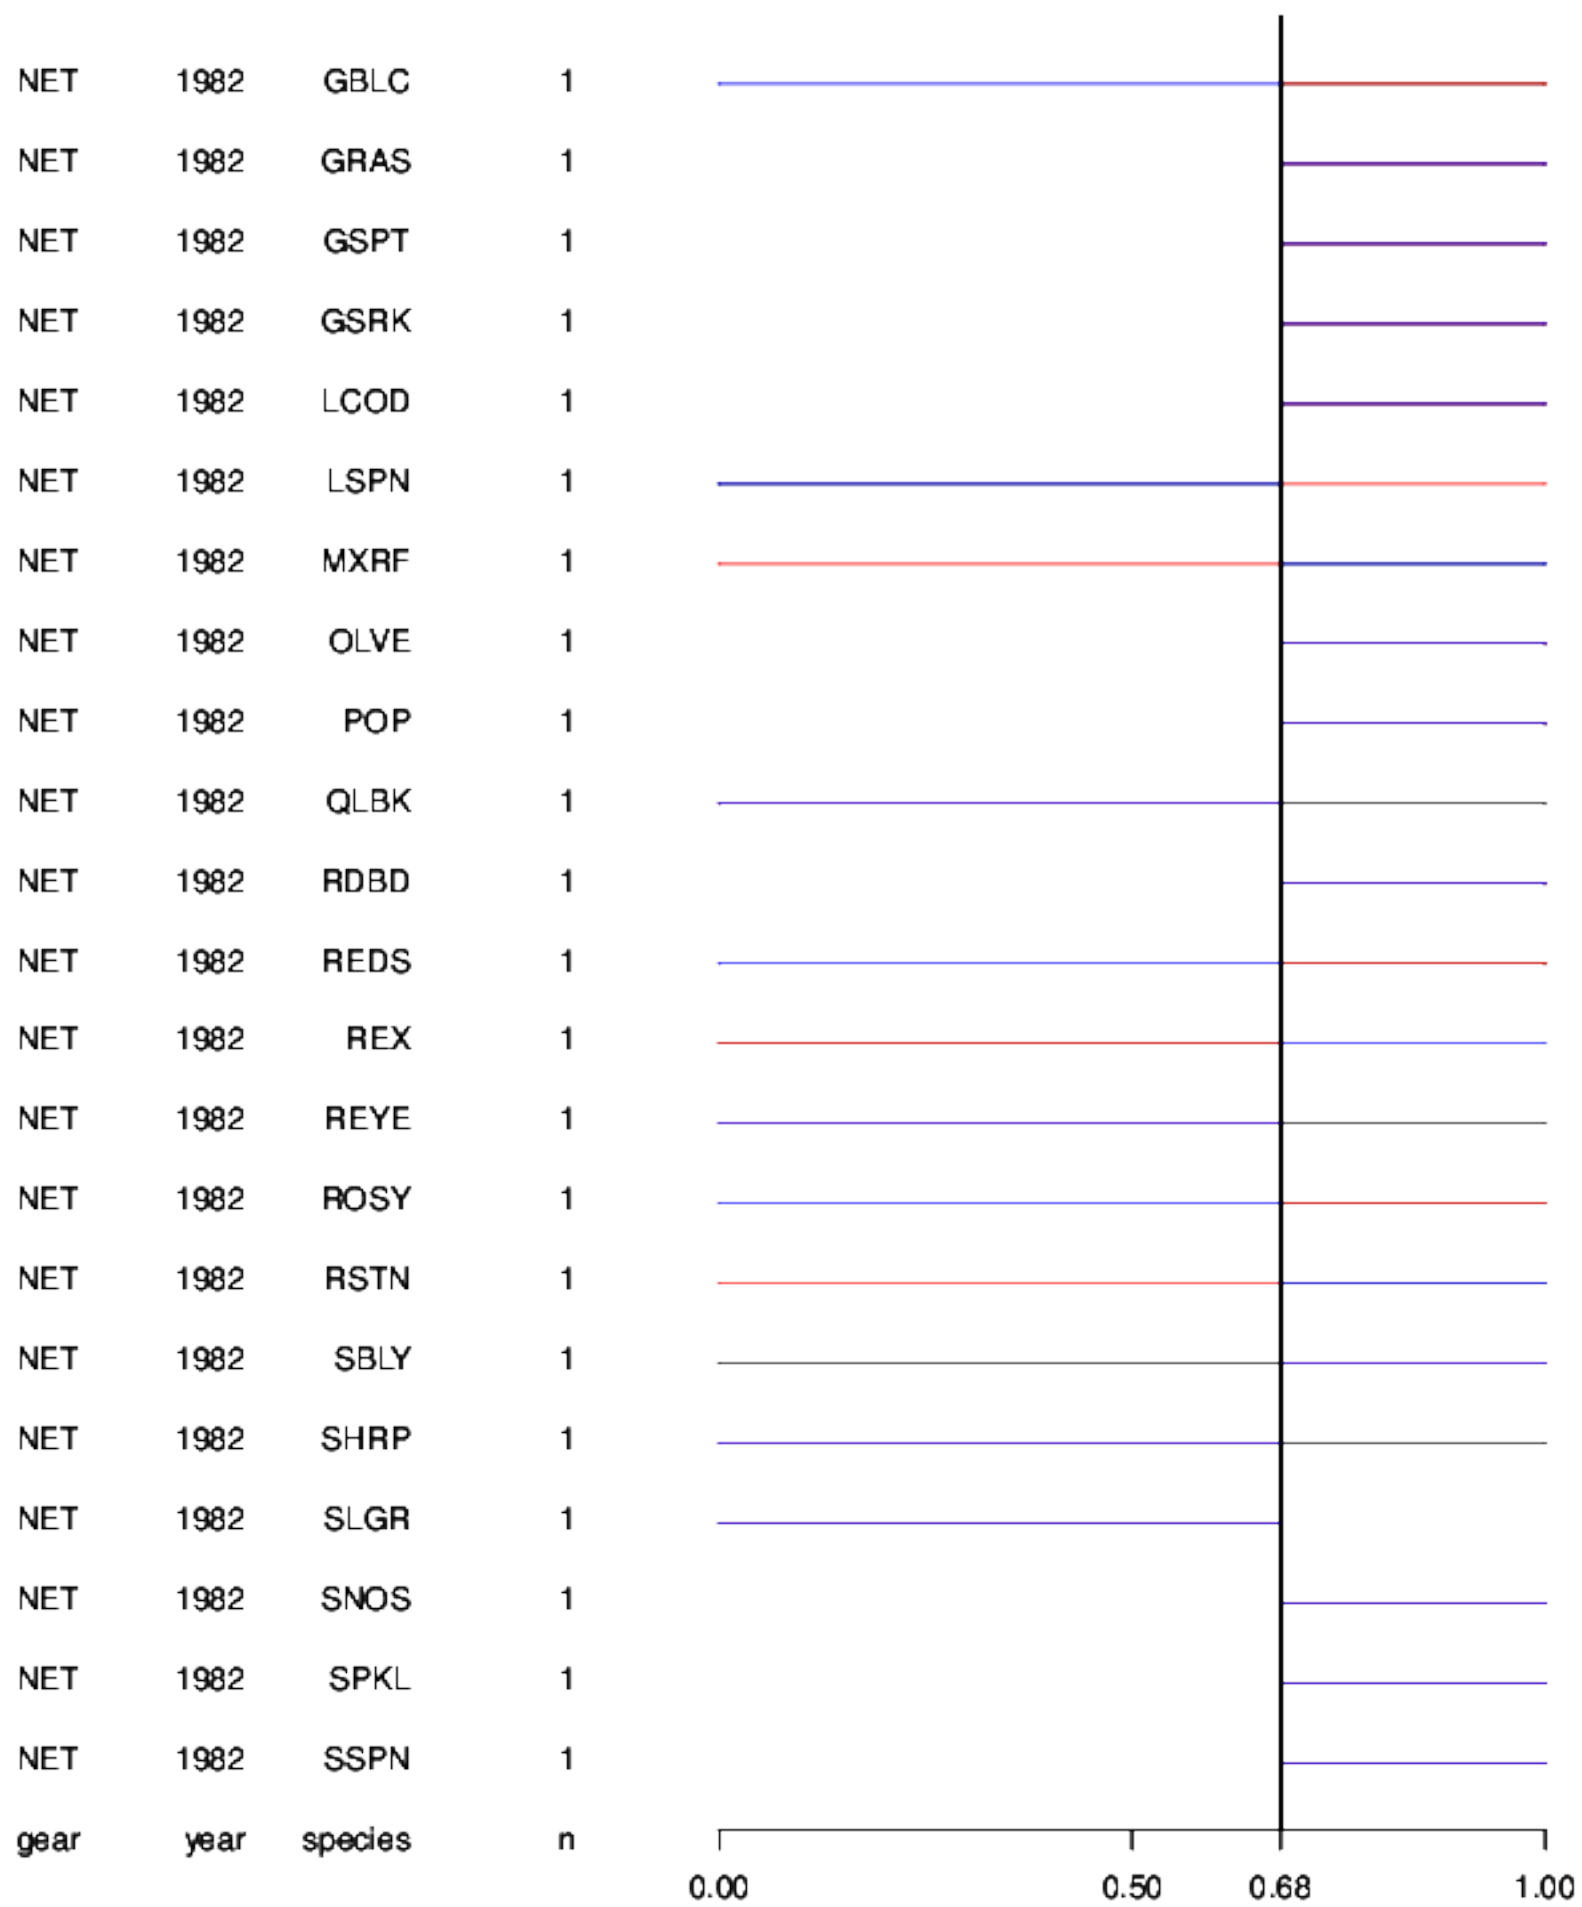 NET 1982 GBLC 1
NET 1982 GRAS 1
NET 1982 GSPT 1
NET 1982 GSRK 1
NET 1982 LCOD 1
NET 1982 LSPN 1
NET 1982 MXRF 1
NET 1982 OLVE 1
NET 1982 POP 1
NET 1982 QLBK 1
NET 1982 RDBD 1
NET 1982 REDS 1
NET 1982 REX 1
NET 1982 REYE 1
NET 1982 ROSY 1
NET 1982 RSTN 1
NET 1982 SBLY 1
NET 1982 SHRP 1
NET 1982 SLGR 1
NET 1982 SNOS 1
NET 1982 SPKL 1
NET 1982 SSPN 1
gear year species n
0.00 0.50 0.68 1.00